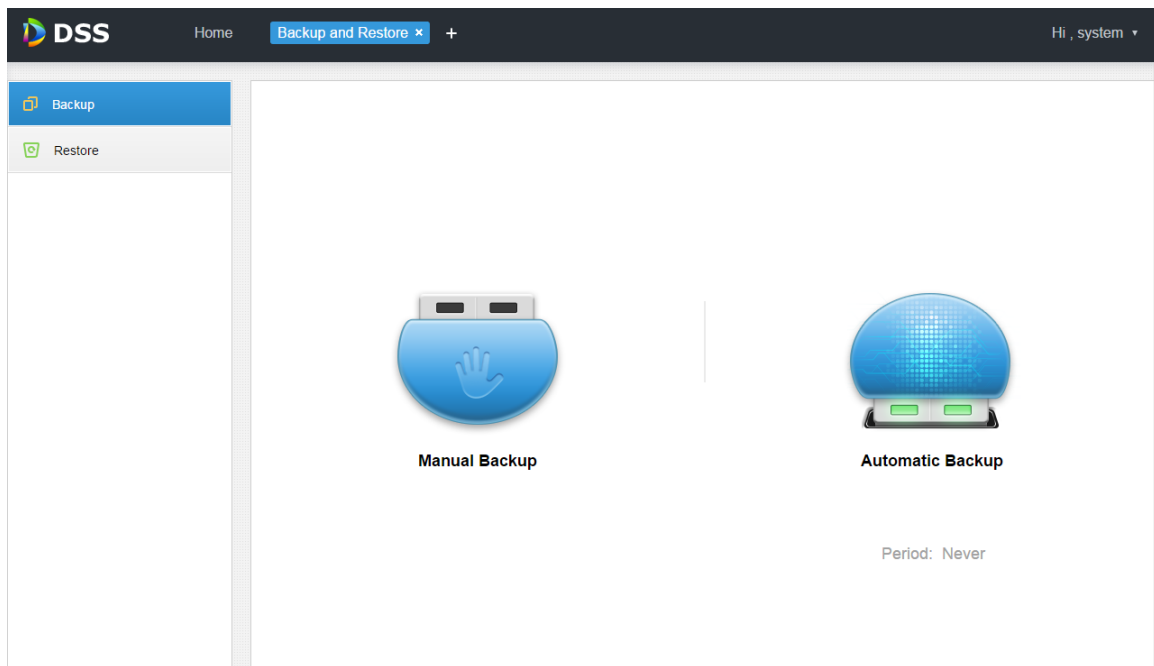 DSS Home Backup and Restore × + Hi , system ▾
Backup
Restore
Manual Backup Automatic Backup
Period: Never